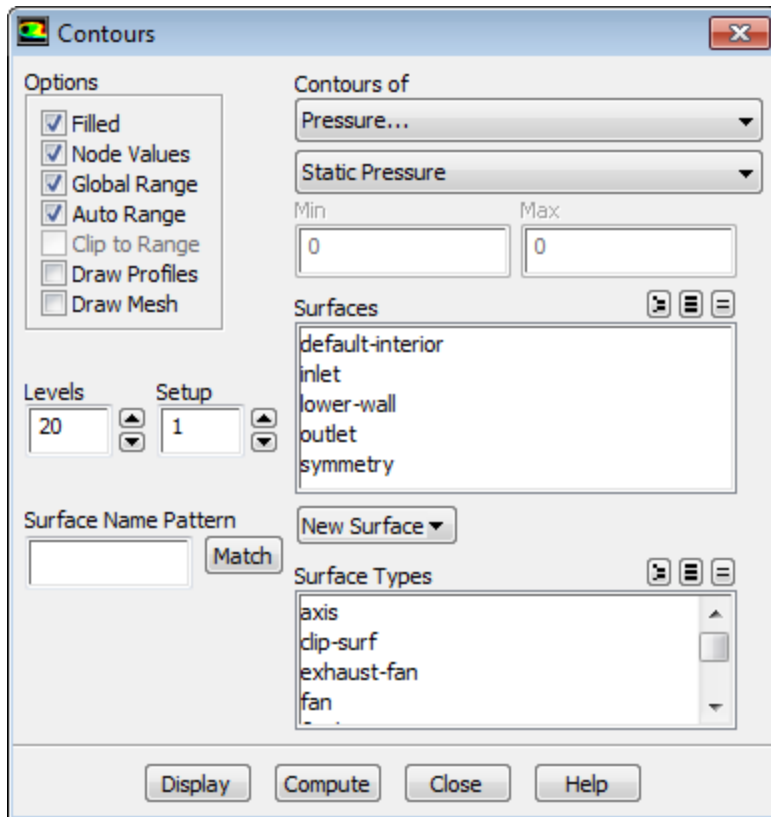 Contours
Options
Filled
Node Values
Global Range
Auto Range
Clip to Range
Draw Profiles
Draw Mesh
Levels Setup
20 1
Surface Name Pattern
Match
Contours of
Pressure...
Static Pressure
Min Max
0 0
Surfaces
default-interior
inlet
lower-wall
outlet
symmetry
New Surface
Surface Types
axis
clip-surf
exhaust-fan
fan
Display Compute Close Help